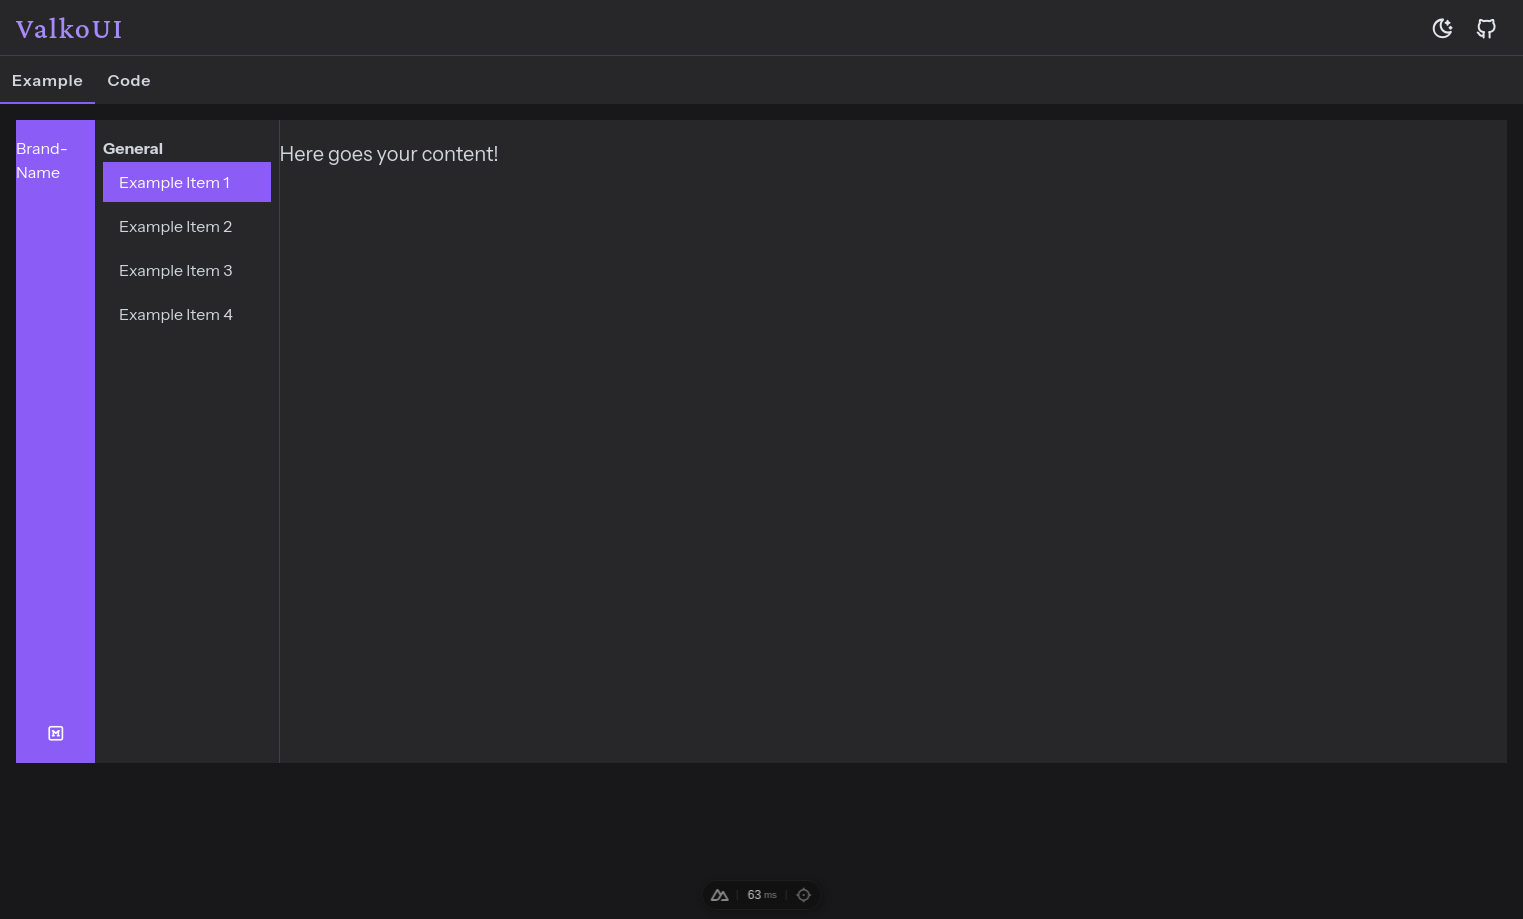 ValkoUI
Example Code
Brand-
Name
General
Example Item 1
Example Item 2
Example Item 3
Example Item 4
Here goes your content!
M
63 ms